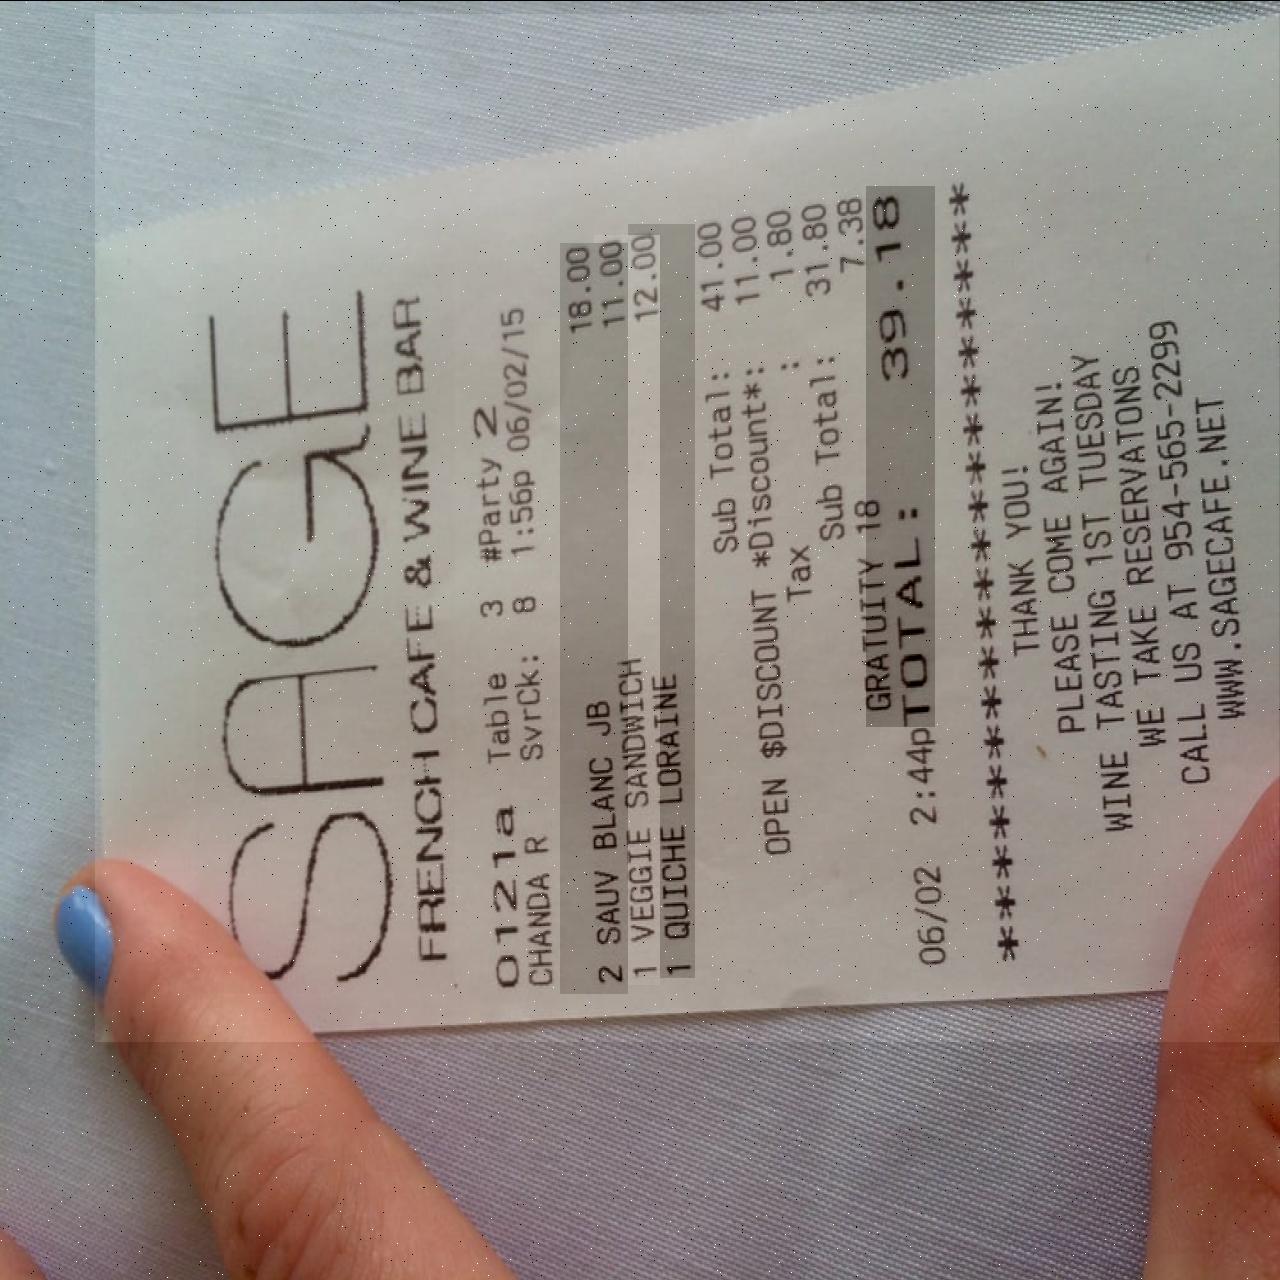 SAGE
FRENCH CAFE & WINE BAR
0121a Table 3 #Party 2
CHANDA R SvrCk: 8 1:56p 06/02/15
2 SAUV BLANC JB 18.00
1 VEGGIE SANDWICH 11.00
1 QUICHE LORAINE 12.00
Sub Total: 41.00
OPEN $DISCOUNT *Discount*: 11.00
Tax : 1.80
Sub Total: 31.80
GRATUITY 18 7.38
06/02 2:44pTOTAL: 39.18
********************************
THANK YOU!
PLEASE COME AGAIN!
WINE TASTING 1ST TUESDAY
WE TAKE RESERVATONS
CALL US AT 954-565-2299
WWW.SAGECAFE.NET